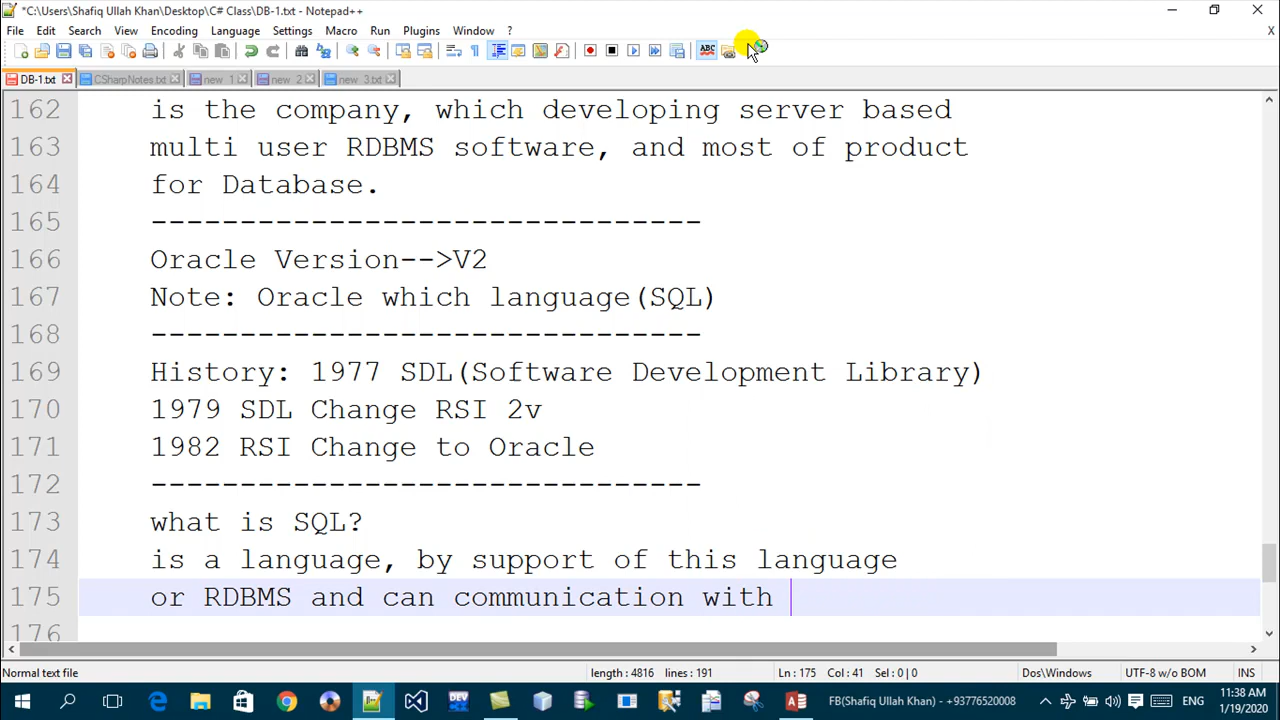 *C:\Users\Shafiq Ullah Khan\Desktop\C# Class\DB-1.txt - Notepad++
File Edit Search View Encoding Language Settings Macro Run Plugins Window ? X
ABC
DB-1.txt CSharpNotes.txt new 1 new 2 new 3.txt
162 is the company, which developing server based
163 multi user RDBMS software, and most of product
164 for Database.
165 -------------------------------
166 Oracle Version-->V2
167 Note: Oracle which language(SQL)
168 -------------------------------
169 History: 1977 SDL(Software Development Library)
170 1979 SDL Change RSI 2v
171 1982 RSI Change to Oracle
172 -------------------------------
173 what is SQL?
174 is a language, by support of this language
175 or RDBMS and can communication with
176
Normal text file length : 4816 lines : 191 Ln : 175 Col : 41 Sel : 0 | 0 Dos\Windows UTF-8 w/o BOM INS
FB(Shafiq Ullah Khan) - +93776520008 ENG 11:38 AM
1/19/2020